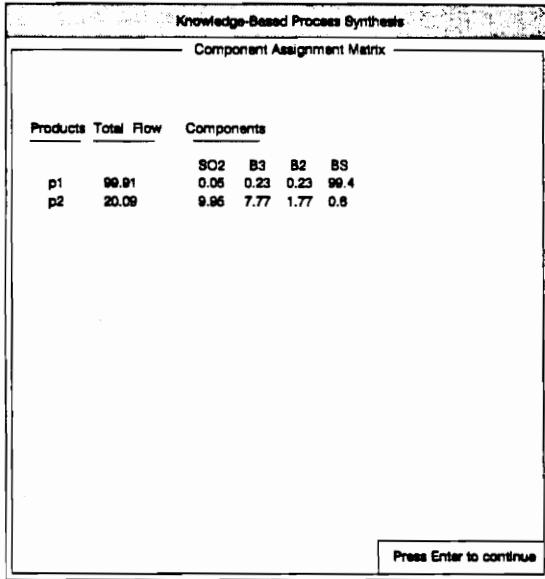 Knowledge-Based Process Synthesis
Component Assignment Matrix
Products Total Flow Components
SO2 B3 B2 BS
p1 99.91 0.05 0.23 0.23 99.4
p2 20.09 9.95 7.77 1.77 0.6
Press Enter to continue